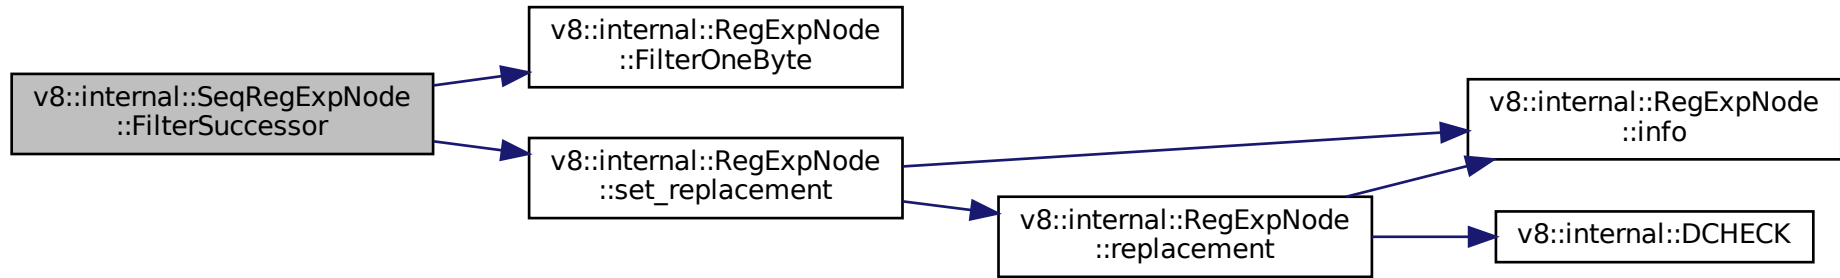 v8::internal::SeqRegExpNode
::FilterSuccessor
v8::internal::RegExpNode
::FilterOneByte
v8::internal::RegExpNode
::set_replacement
v8::internal::RegExpNode
::replacement
v8::internal::RegExpNode
::info
v8::internal::DCHECK